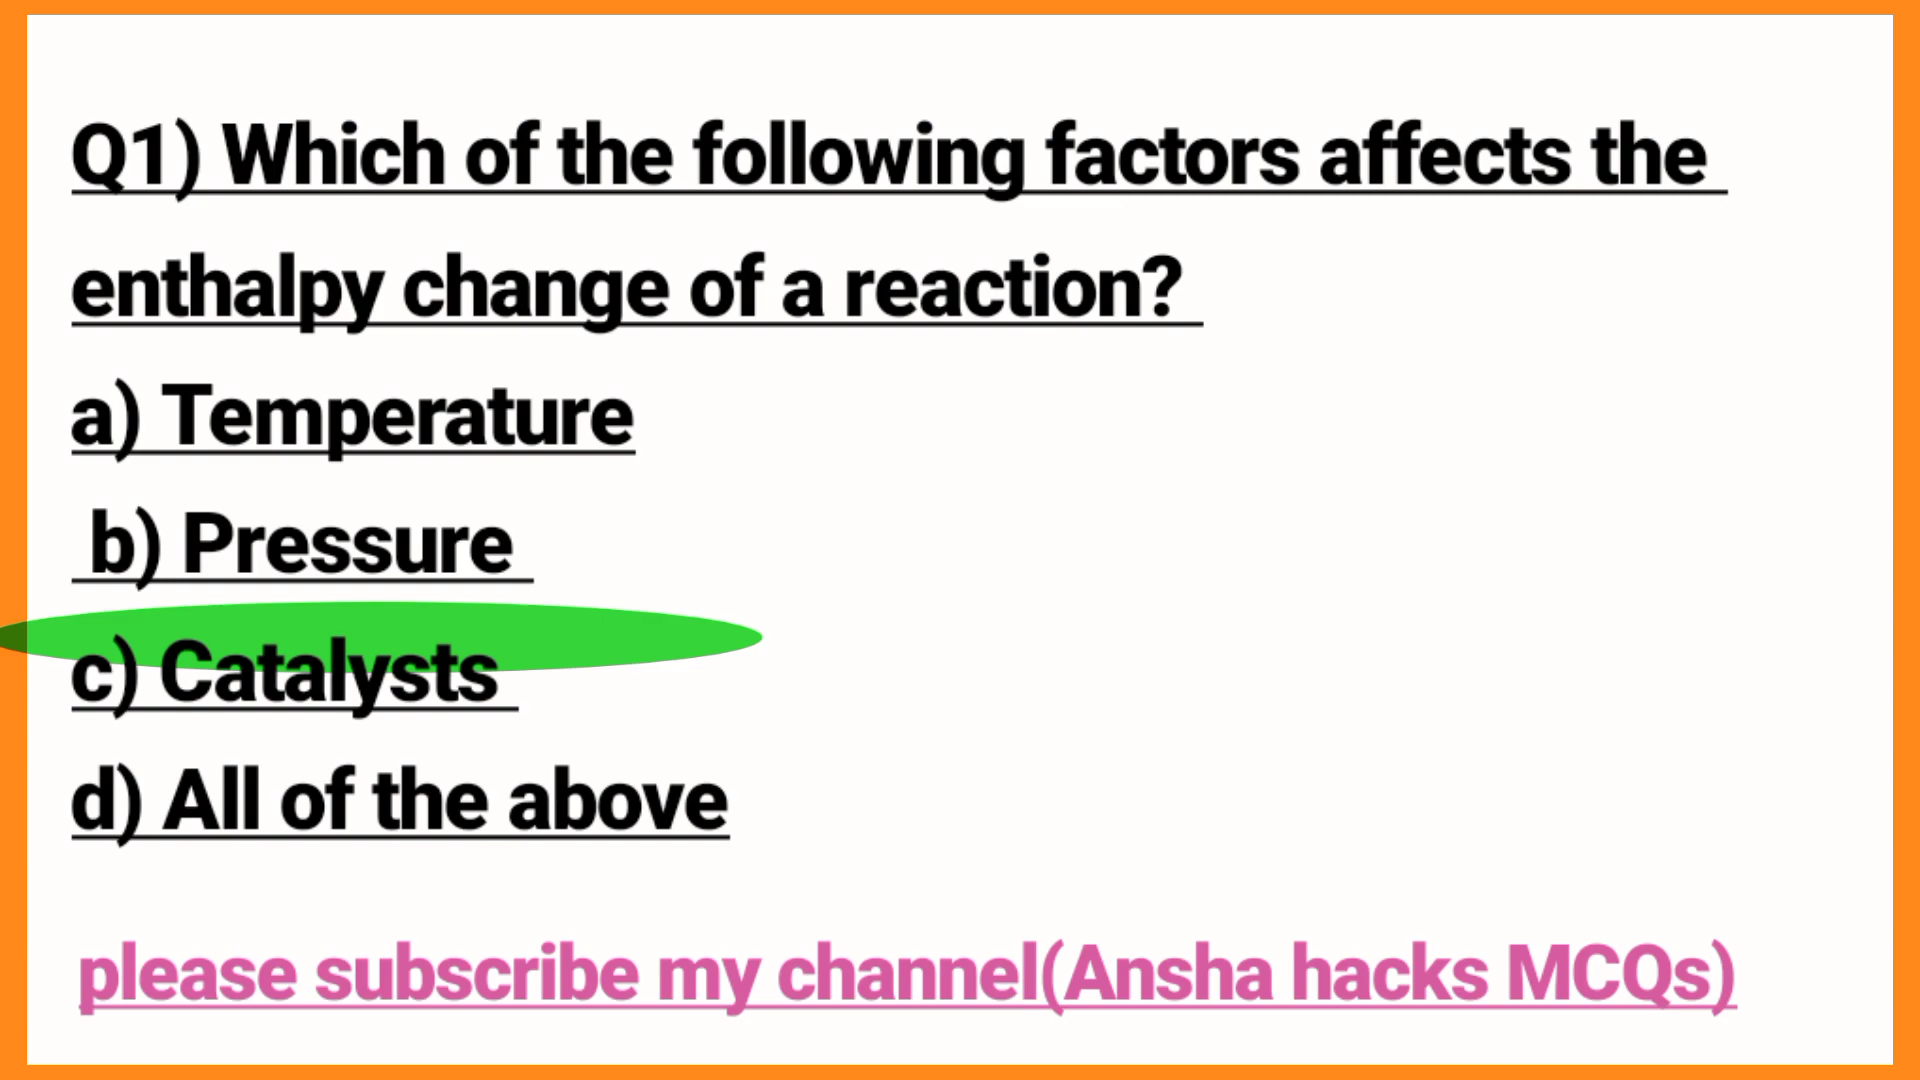 Q1) Which of the following factors affects the
enthalpy change of a reaction?
a) Temperature
b) Pressure
c) Catalysts
d) All of the above
please subscribe my channel(Ansha hacks MCQs)